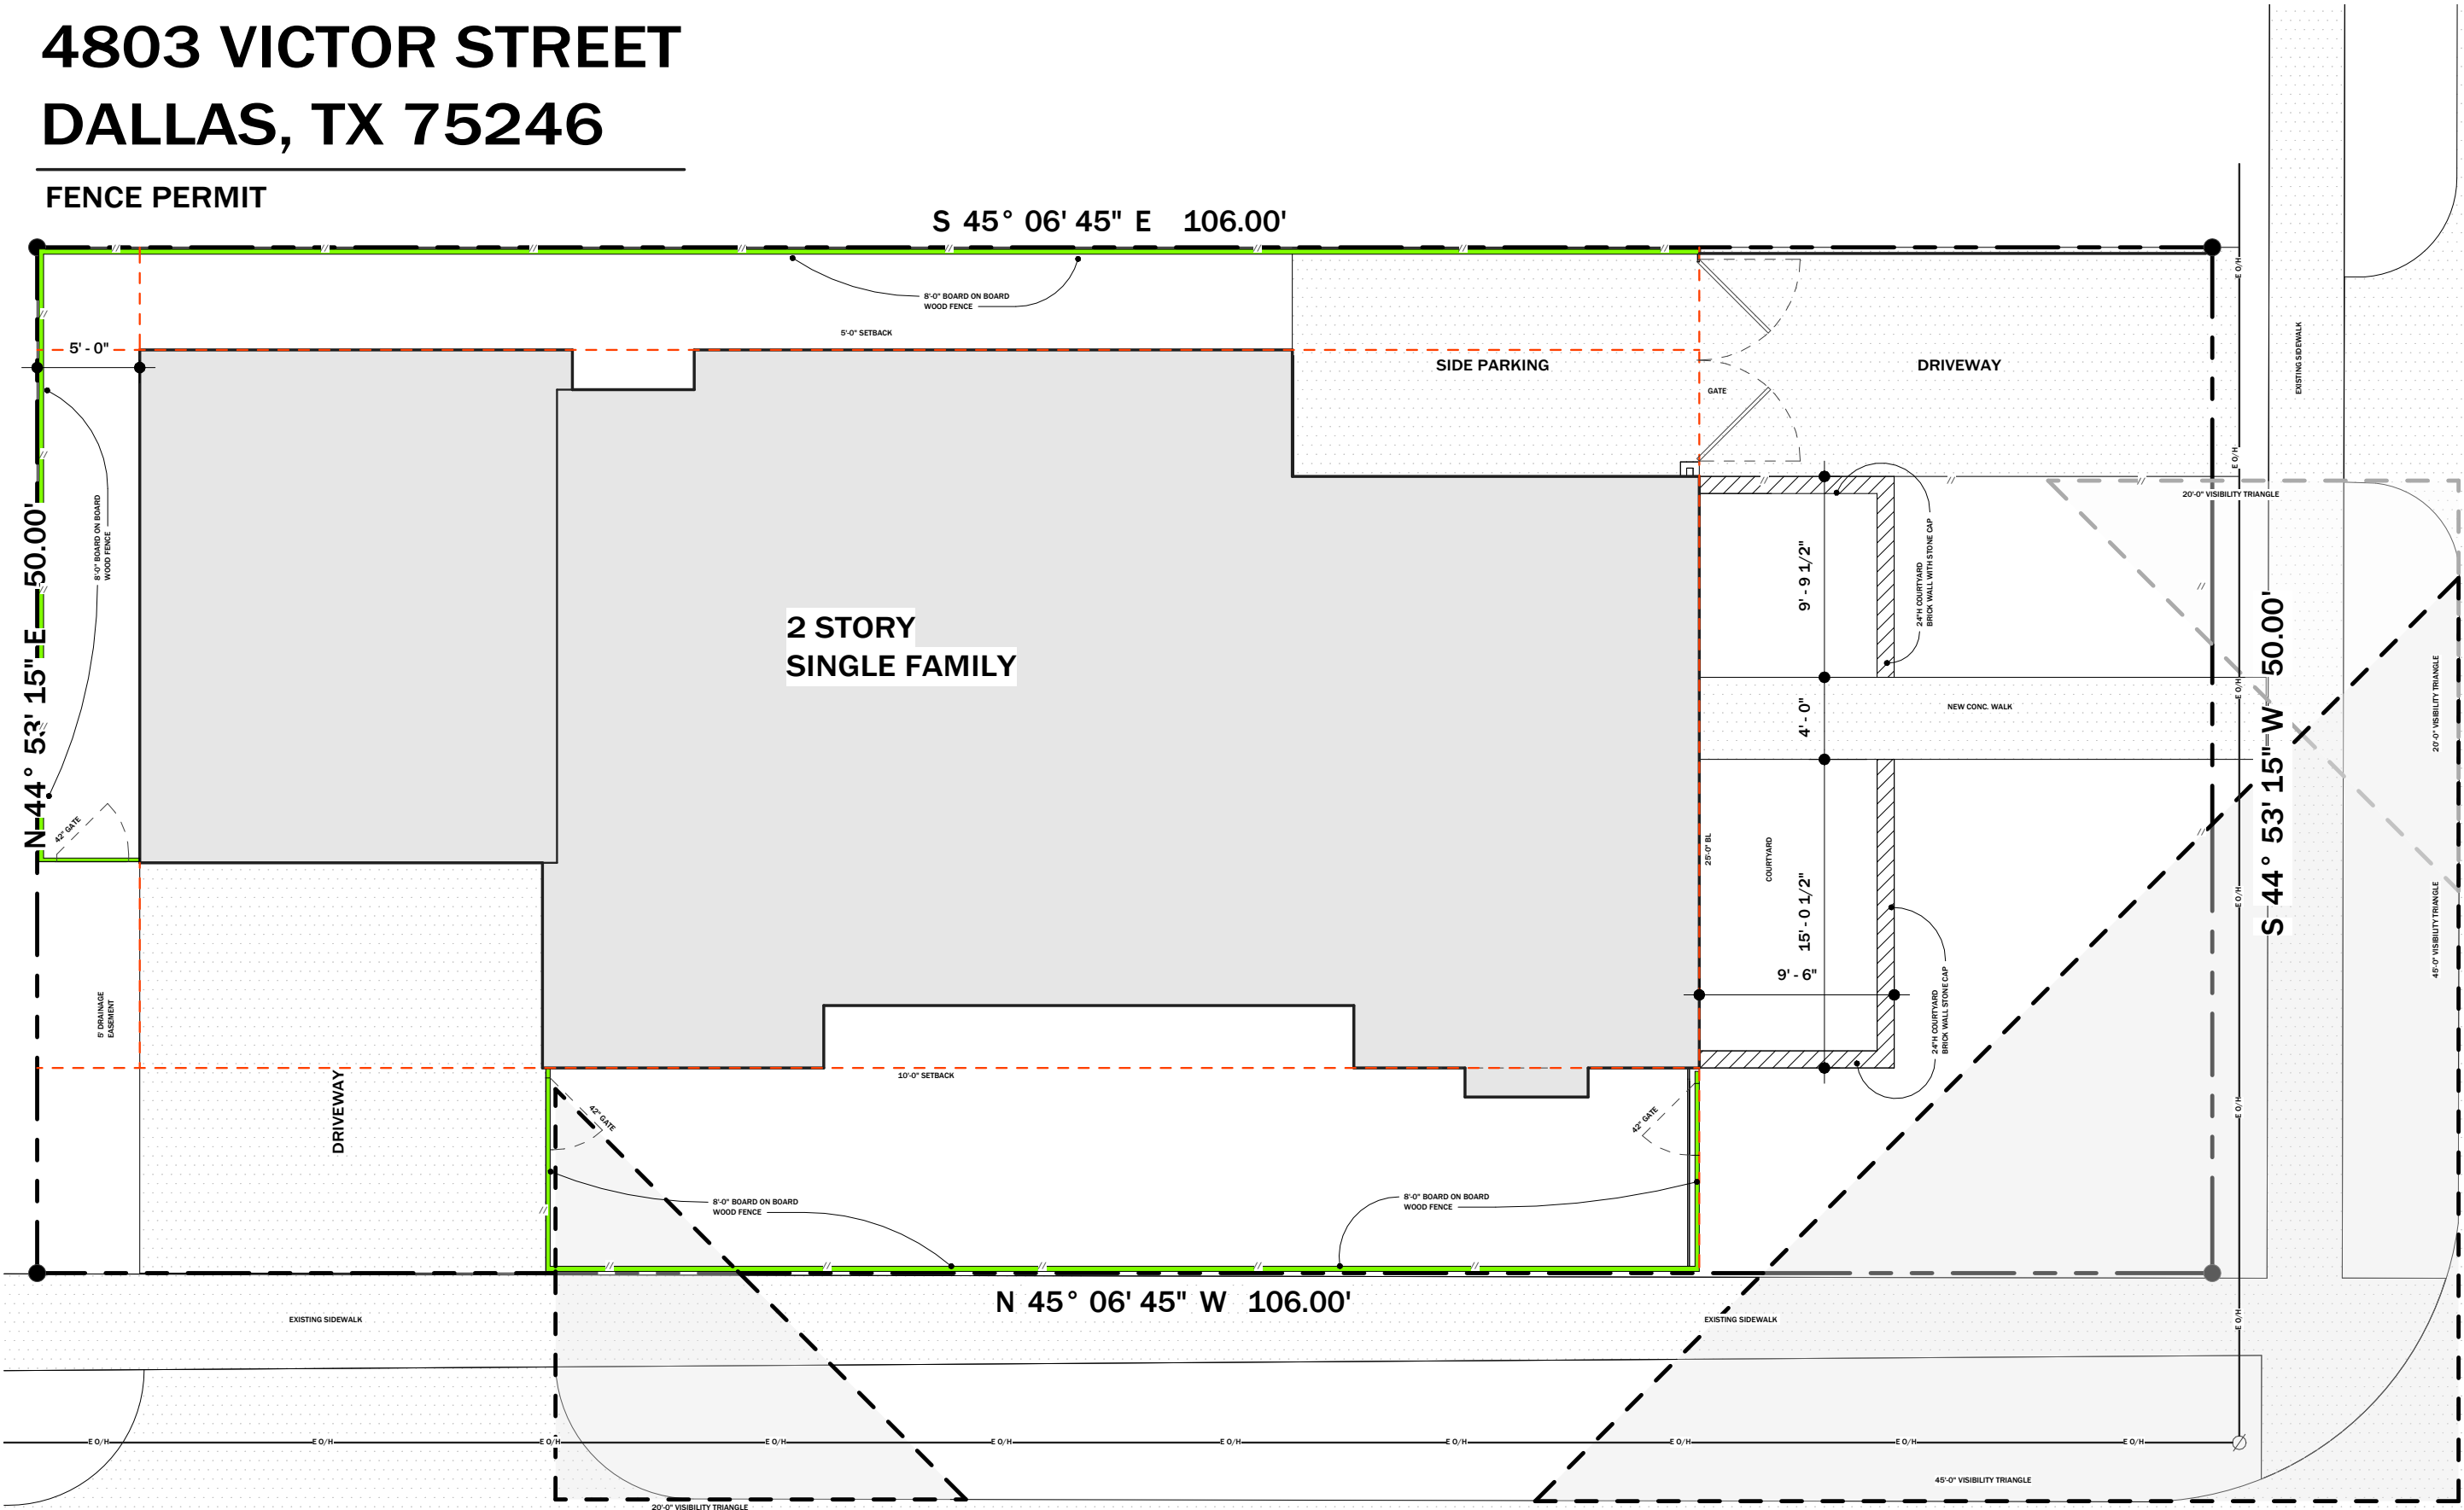 4803 VICTOR STREET
DALLAS, TX 75246
FENCE PERMIT
S 45° 06' 45" E 106.00'
8'-0" BOARD ON BOARD
WOOD FENCE
5'-0" SETBACK
5' - 0"
SIDE PARKING
DRIVEWAY
GATE
E O/H
E O/H
EXISTING SIDEWALK
20'-0" VISIBILITY TRIANGLE
N 44° 53' 15" E 50.00'
8'-0" BOARD ON BOARD
WOOD FENCE
42" GATE
2 STORY
SINGLE FAMILY
9' - 9 1/2"
24"H COURTYARD
BRICK WALL WITH STONE CAP
4' - 0"
NEW CONC. WALK
E O/H
S 44° 53' 15" W 50.00'
20'-0" VISIBILITY TRIANGLE
25'-0" BL
COURTYARD
15' - 0 1/2"
9' - 6"
24"H COURTYARD
BRICK WALL STONE CAP
E O/H
45'-0" VISIBILITY TRIANGLE
5' DRAINAGE
EASEMENT
DRIVEWAY
10'-0" SETBACK
42" GATE
42" GATE
E O/H
8'-0" BOARD ON BOARD
WOOD FENCE
8'-0" BOARD ON BOARD
WOOD FENCE
N 45° 06' 45" W 106.00'
EXISTING SIDEWALK
EXISTING SIDEWALK
E O/H
E O/H
E O/H
E O/H
E O/H
E O/H
E O/H
E O/H
E O/H
E O/H
E O/H
45'-0" VISIBILITY TRIANGLE
20'-0" VISIBILITY TRIANGLE